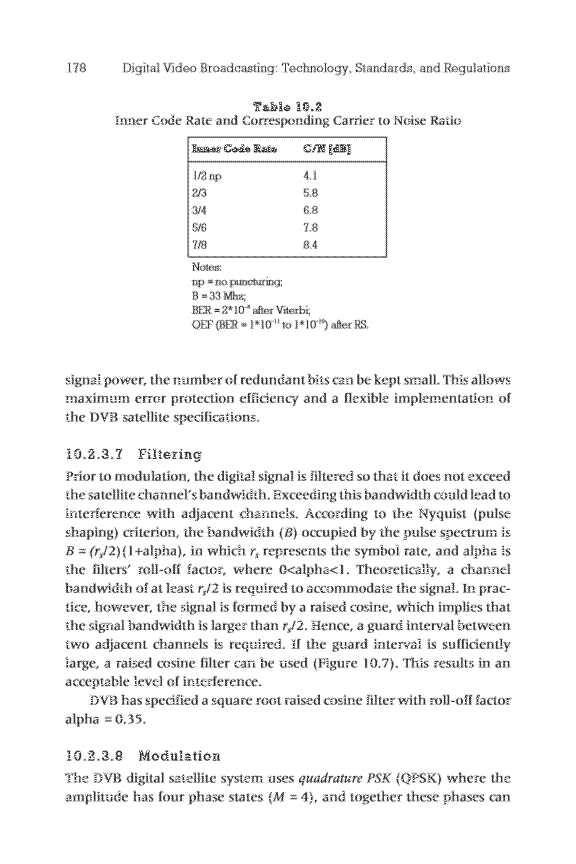 178 Digital Video Broadcasting: Technology, Standards, and Regulations
Table 10.2
Inner Code Rate and Corresponding Carrier to Noise Ratio
Inner Code Rate C/N [dB]
1/2 np 4.1
2/3 5.8
3/4 6.8
5/6 7.8
7/8 8.4
Notes:
np = no puncturing;
B = 33 Mhz;
BER = 2*10⁻⁴ after Viterbi;
QEF (BER = 1*10⁻¹¹ to 1*10⁻¹⁰) after RS.
signal power, the number of redundant bits can be kept small. This allows
maximum error protection efficiency and a flexible implementation of
the DVB satellite specifications.
10.2.3.7 Filtering
Prior to modulation, the digital signal is filtered so that it does not exceed
the satellite channel's bandwidth. Exceeding this bandwidth could lead to
interference with adjacent channels. According to the Nyquist (pulse
shaping) criterion, the bandwidth (B) occupied by the pulse spectrum is
B = (rₛ/2)(1+alpha), in which rₛ represents the symbol rate, and alpha is
the filters' roll-off factor, where 0<alpha<1. Theoretically, a channel
bandwidth of at least rₛ/2 is required to accommodate the signal. In prac-
tice, however, the signal is formed by a raised cosine, which implies that
the signal bandwidth is larger than rₛ/2. Hence, a guard interval between
two adjacent channels is required. If the guard interval is sufficiently
large, a raised cosine filter can be used (Figure 10.7). This results in an
acceptable level of interference.
DVB has specified a square root raised cosine filter with roll-off factor
alpha = 0.35.
10.2.3.8 Modulation
The DVB digital satellite system uses quadrature PSK (QPSK) where the
amplitude has four phase states (M = 4), and together these phases can